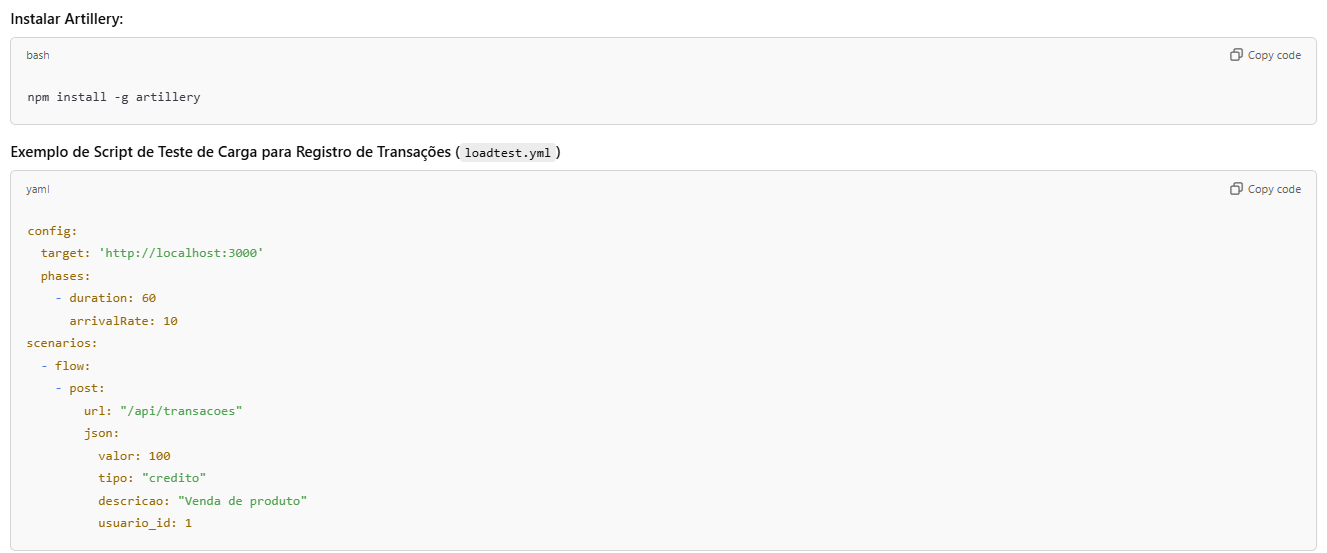 Instalar Artillery:
bash
Copy code
npm install -g artillery
Exemplo de Script de Teste de Carga para Registro de Transações (loadtest.yml)
yaml
Copy code
config:
  target: 'http://localhost:3000'
  phases:
    - duration: 60
      arrivalRate: 10
scenarios:
  - flow:
    - post:
        url: "/api/transacoes"
        json:
          valor: 100
          tipo: "credito"
          descricao: "Venda de produto"
          usuario_id: 1